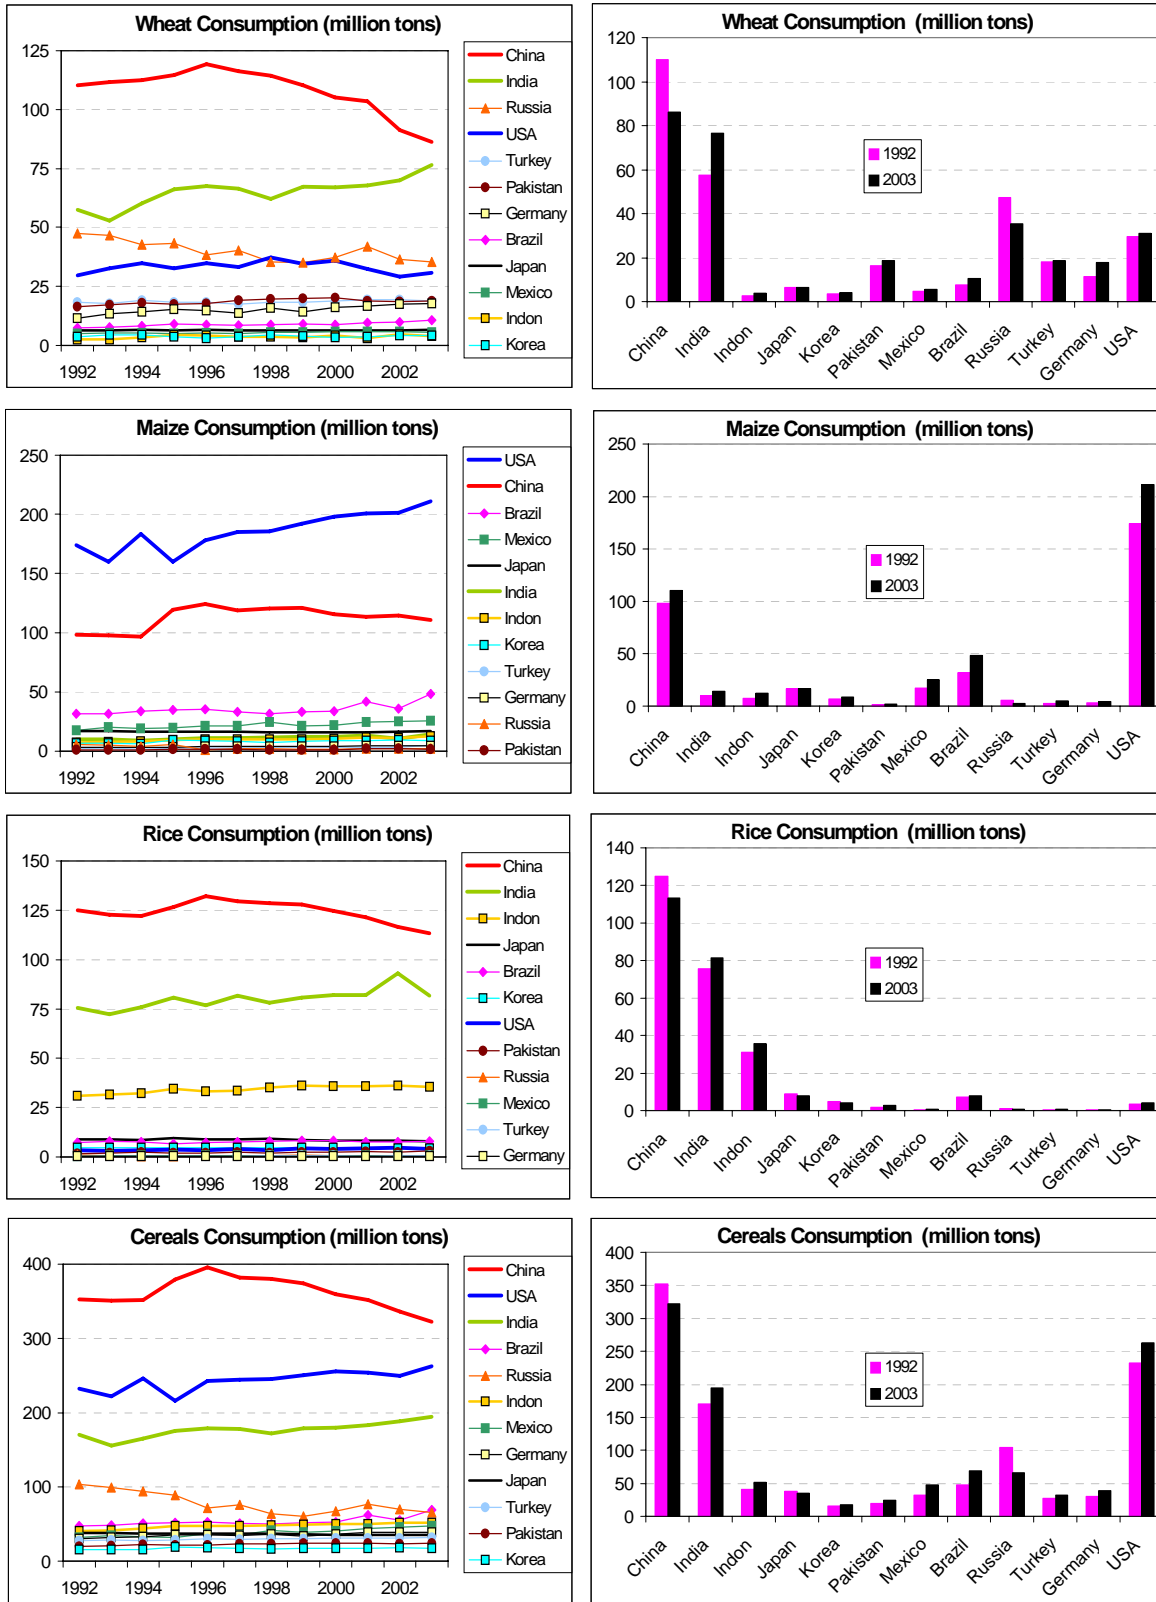 Wheat Consumption (million tons)
125
100
75
50
25
0
1992 1994 1996 1998 2000 2002
China
India
Russia
USA
Turkey
Pakistan
Germany
Brazil
Japan
Mexico
Indon
Korea
Wheat Consumption (million tons)
120
100
80
60
40
20
0
1992
2003
China India Indon Japan Korea Pakistan Mexico Brazil Russia Turkey Germany USA
Maize Consumption (million tons)
250
200
150
100
50
0
1992 1994 1996 1998 2000 2002
USA
China
Brazil
Mexico
Japan
India
Indon
Korea
Turkey
Germany
Russia
Pakistan
Maize Consumption (million tons)
250
200
150
100
50
0
1992
2003
China India Indon Japan Korea Pakistan Mexico Brazil Russia Turkey Germany USA
Rice Consumption (million tons)
150
125
100
75
50
25
0
1992 1994 1996 1998 2000 2002
China
India
Indon
Japan
Brazil
Korea
USA
Pakistan
Russia
Mexico
Turkey
Germany
Rice Consumption (million tons)
140
120
100
80
60
40
20
0
1992
2003
China India Indon Japan Korea Pakistan Mexico Brazil Russia Turkey Germany USA
Cereals Consumption (million tons)
400
300
200
100
0
1992 1994 1996 1998 2000 2002
China
USA
India
Brazil
Russia
Indon
Mexico
Germany
Japan
Turkey
Pakistan
Korea
Cereals Consumption (million tons)
400
350
300
250
200
150
100
50
0
1992
2003
China India Indon Japan Korea Pakistan Mexico Brazil Russia Turkey Germany USA